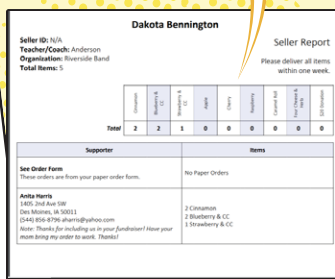 Dakota Bennington
Seller ID: N/A
Teacher/Coach: Anderson
Organization: Riverside Band
Total Items: 5
Seller Report
Please deliver all items
within one week.
Cinnamon
Blueberry & CC
Strawberry & CC
Apple
Cherry
Raspberry
Caramel Roll
Four Cheese & Herb
$20 Donation
Total 2 2 1 0 0 0 0 0 0
Supporter Items
See Order Form
These orders are from your paper order form.
No Paper Orders
Anita Harris
1405 2nd Ave SW
Des Moines, IA 50011
(544) 856-8796 aharris@yahoo.com
Note: Thanks for including us in your fundraiser! Have your
mom bring my order to work. Thanks!
2 Cinnamon
2 Blueberry & CC
1 Strawberry & CC